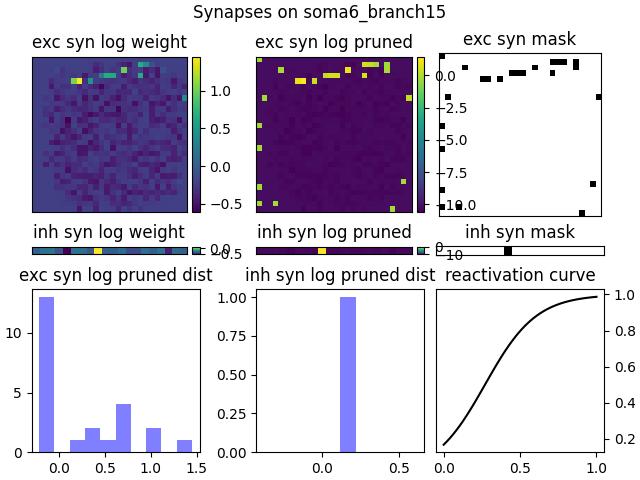 Synapses on soma6_branch15
exc syn log weight
exc syn log pruned
exc syn mask
1.0
0.5
0.0
−0.5
0.0
−2.5
−5.0
−7.5
−10.0
inh syn log weight
inh syn log pruned
inh syn mask
0.0
−0.5
0
−10
exc syn log pruned dist
inh syn log pruned dist
reactivation curve
10
5
0
0.0 0.5 1.0 1.5
1.00
0.75
0.50
0.25
0.00
0.0 0.5
1.0
0.8
0.6
0.4
0.2
0.0 0.5 1.0